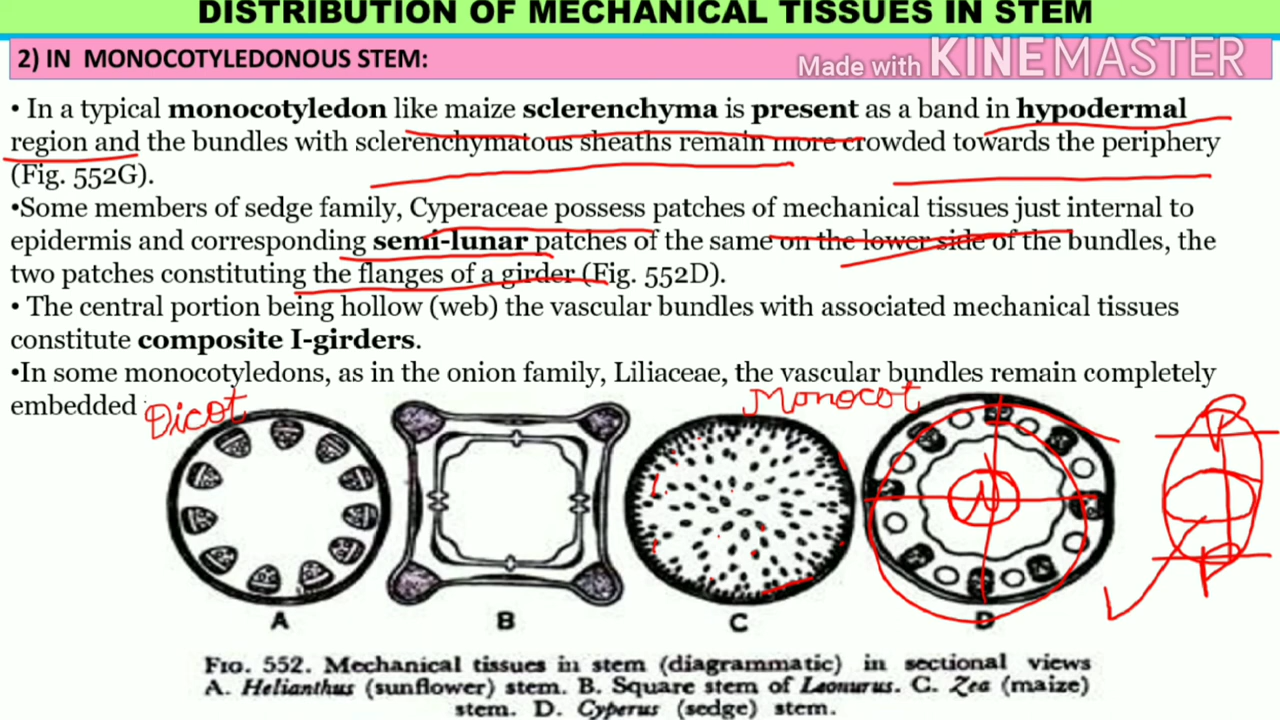 DISTRIBUTION OF MECHANICAL TISSUES IN STEM
2) IN MONOCOTYLEDONOUS STEM:
Made with KINEMASTER
• In a typical monocotyledon like maize sclerenchyma is present as a band in hypodermal
region and the bundles with sclerenchymatous sheaths remain more crowded towards the periphery
(Fig. 552G).
•Some members of sedge family, Cyperaceae possess patches of mechanical tissues just internal to
epidermis and corresponding semi-lunar patches of the same on the lower side of the bundles, the
two patches constituting the flanges of a girder (Fig. 552D).
• The central portion being hollow (web) the vascular bundles with associated mechanical tissues
constitute composite I-girders.
•In some monocotyledons, as in the onion family, Liliaceae, the vascular bundles remain completely
embedded
Dicot
Monocot
A B C D
FIG. 552. Mechanical tissues in stem (diagrammatic) in sectional views
A. Helianthus (sunflower) stem. B. Square stem of Leonurus. C. Zea (maize)
stem. D. Cyperus (sedge) stem.